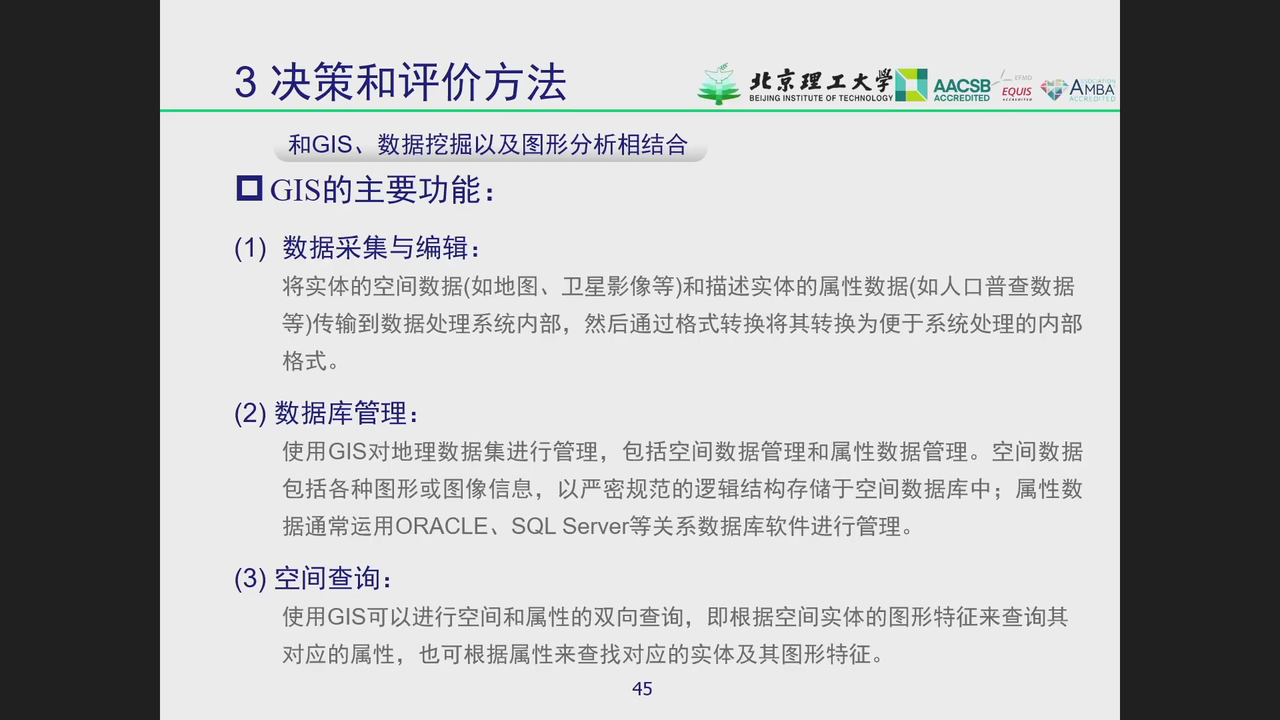 3 决策和评价方法
北京理工大学
BEIJING INSTITUTE OF TECHNOLOGY
AACSB
ACCREDITED
EFMD
EQUIS
ACCREDITED
ASSOCIATION
AMBA
ACCREDITED
和GIS、数据挖掘以及图形分析相结合
GIS的主要功能：
(1) 数据采集与编辑：
将实体的空间数据(如地图、卫星影像等)和描述实体的属性数据(如人口普查数据
等)传输到数据处理系统内部，然后通过格式转换将其转换为便于系统处理的内部
格式。
(2) 数据库管理：
使用GIS对地理数据集进行管理，包括空间数据管理和属性数据管理。空间数据
包括各种图形或图像信息，以严密规范的逻辑结构存储于空间数据库中；属性数
据通常运用ORACLE、SQL Server等关系数据库软件进行管理。
(3) 空间查询：
使用GIS可以进行空间和属性的双向查询，即根据空间实体的图形特征来查询其
对应的属性，也可根据属性来查找对应的实体及其图形特征。
45